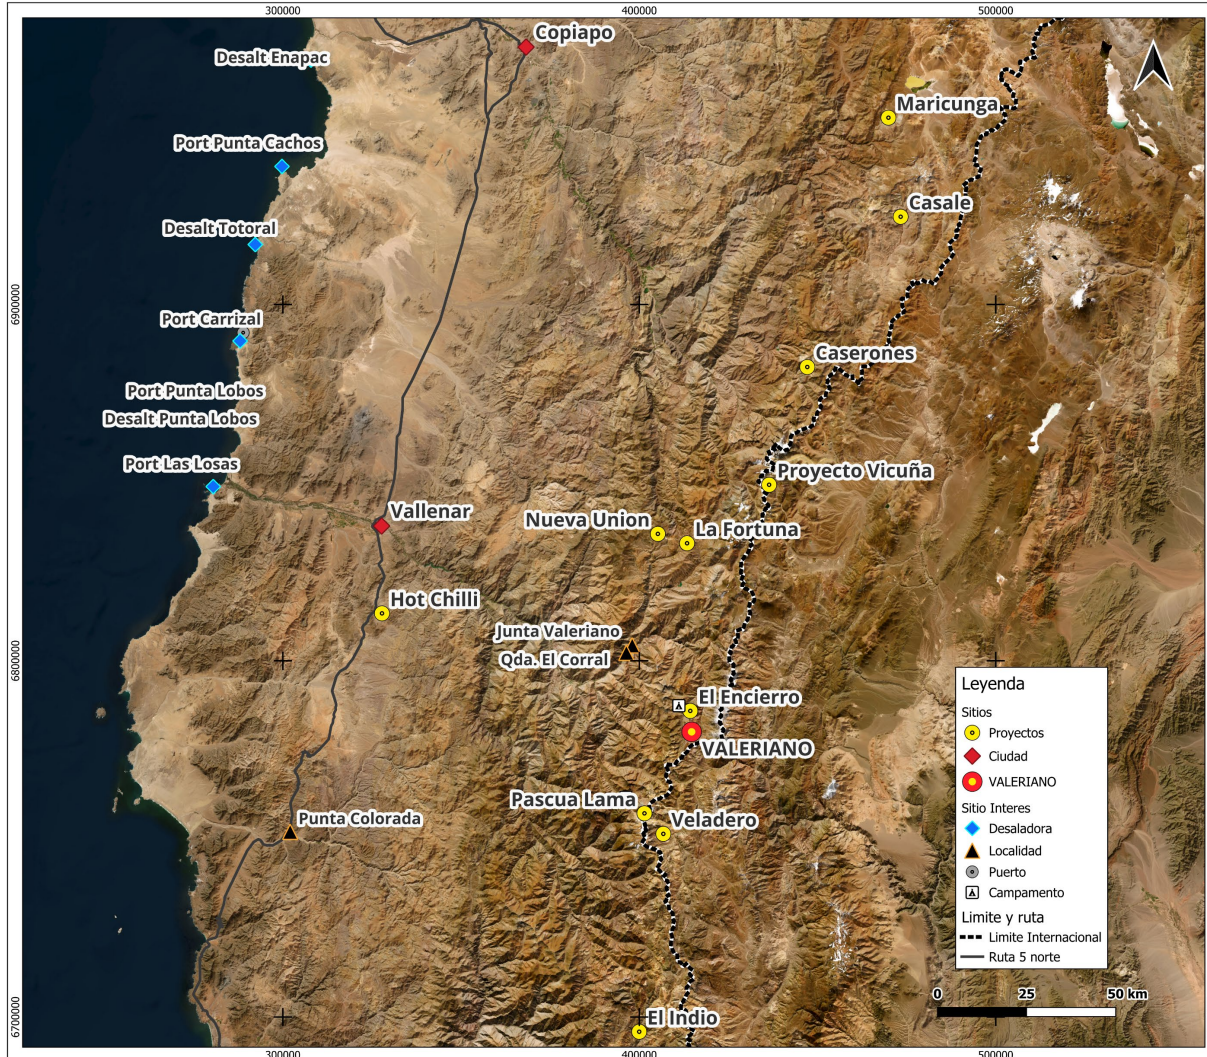 300000
400000
500000
Copiapo
Desalt Enapac
Maricunga
Port Punta Cachos
Casale
Desalt Totoral
6900000
Port Carrizal
Caserones
Port Punta Lobos
Desalt Punta Lobos
Port Las Losas
Proyecto Vicuña
Vallenar
Nueva Union
La Fortuna
Hot Chilli
Junta Valeriano
Qda. El Corral
6800000
El Encierro
VALERIANO
Pascua Lama
Veladero
Punta Colorada
Leyenda
Sitios
Proyectos
Ciudad
VALERIANO
Sitio Interes
Desaladora
Localidad
Puerto
Campamento
Limite y ruta
Limite Internacional
Ruta 5 norte
0 25 50 km
6700000
El Indio
300000
400000
500000